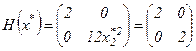 H(x*) = (2 0; 0 12x₂*²) = (2 0; 0 2)